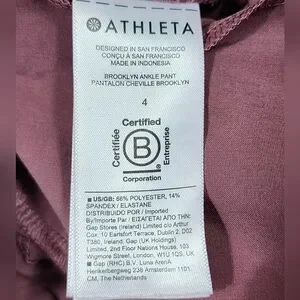 ATHLETA
DESIGNED IN SAN FRANCISCO
CONÇU À SAN FRANCISCO
MADE IN INDONESIA
BROOKLYN ANKLE PANT
PANTALON CHEVILLE BROOKLYN
4
Certified
Certifiée
B
Entreprise
Corporation
■ US/GB: 66% POLYESTER, 14%
SPANDEX / ELASTANE
DISTRIBUIDO POR / Imported
By/Importe Par / ΕΙΣΑΓΕΤΑΙ ΑΠΟ ΤΗΝ:
Gap Stores (Ireland) Limited c/o Arthur
Cox, 10 Earlsfort Terrace, Dublin 2, D02
T380, Ireland, Gap (UK Holdings)
Limited, 2nd Floor Nations House, 103
Wigmore Street, London, W1U 1QS, UK
■ Gap (RHC) B.V. Luna ArenA
Herikerbergweg 238 Amsterdam 1101
CM, The Netherlands